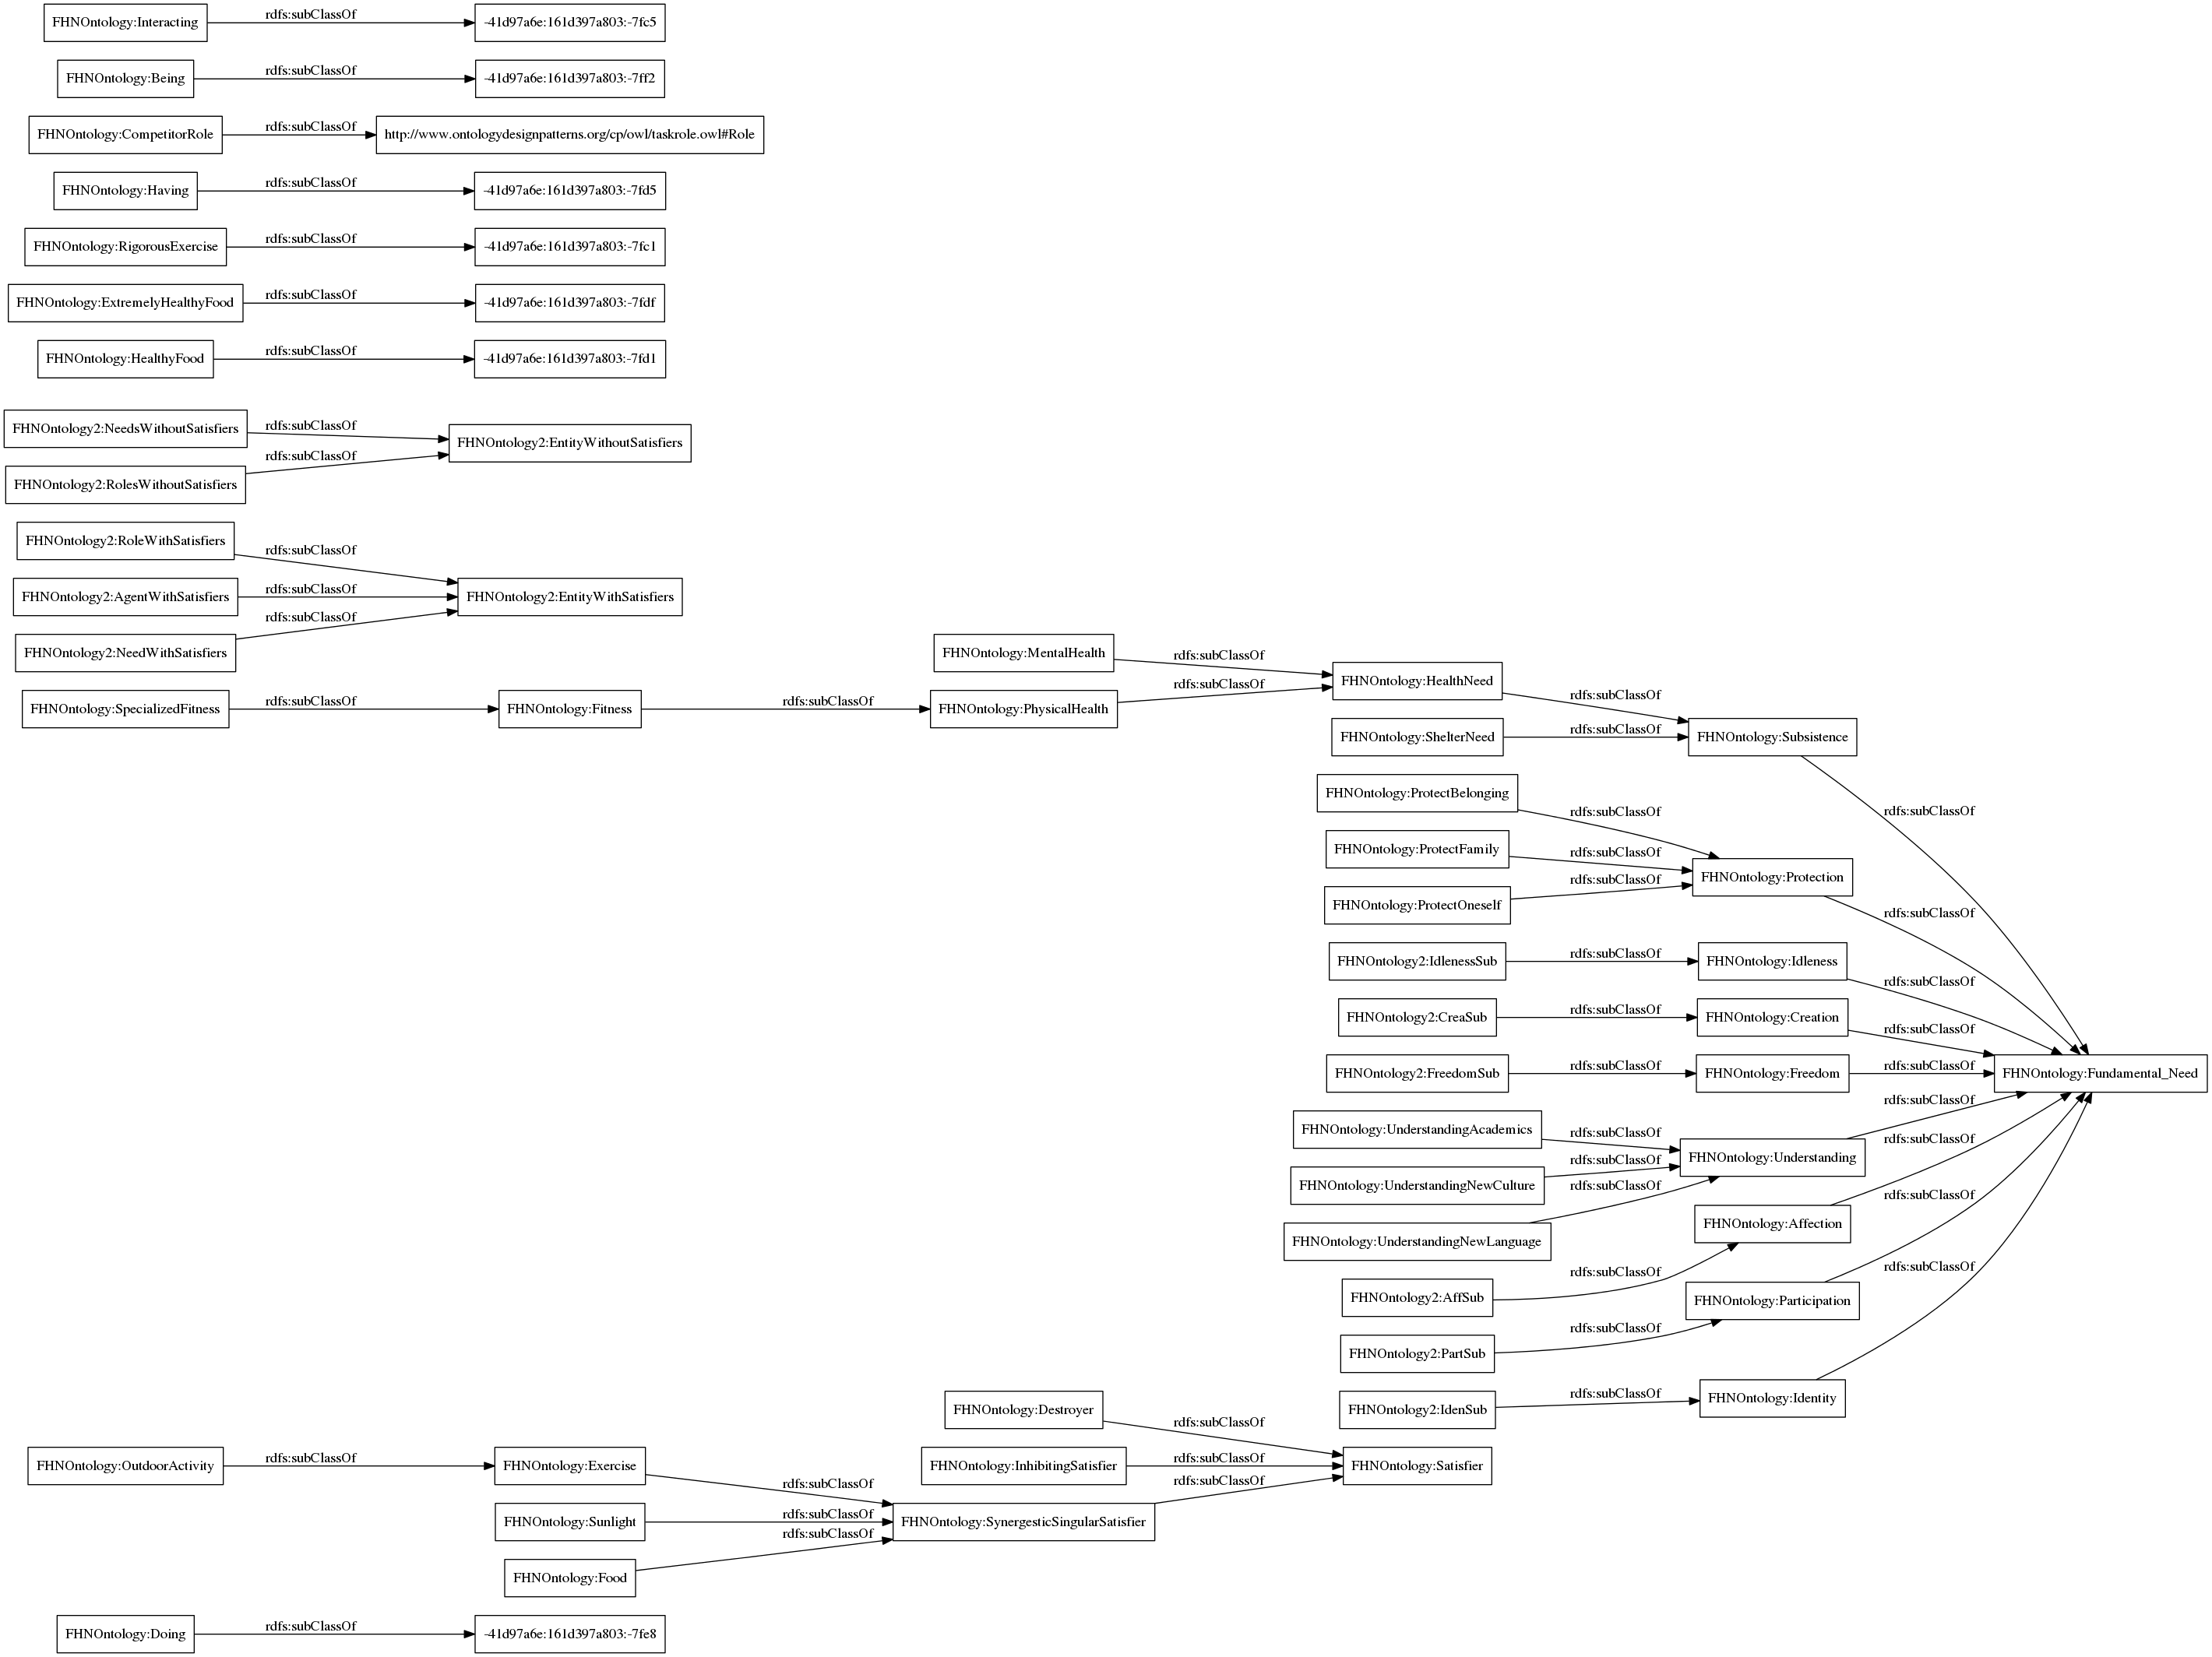 FHNOntology:Interacting rdfs:subClassOf -41d97a6e:161d397a803:-7fc5
FHNOntology:Being rdfs:subClassOf -41d97a6e:161d397a803:-7ff2
FHNOntology:CompetitorRole rdfs:subClassOf http://www.ontologydesignpatterns.org/cp/owl/taskrole.owl#Role
FHNOntology:Having rdfs:subClassOf -41d97a6e:161d397a803:-7fd5
FHNOntology:RigorousExercise rdfs:subClassOf -41d97a6e:161d397a803:-7fc1
FHNOntology:ExtremelyHealthyFood rdfs:subClassOf -41d97a6e:161d397a803:-7fdf
FHNOntology:HealthyFood rdfs:subClassOf -41d97a6e:161d397a803:-7fd1
FHNOntology2:NeedsWithoutSatisfiers rdfs:subClassOf
FHNOntology2:EntityWithoutSatisfiers
FHNOntology2:RolesWithoutSatisfiers rdfs:subClassOf
FHNOntology2:RoleWithSatisfiers rdfs:subClassOf
FHNOntology2:AgentWithSatisfiers rdfs:subClassOf FHNOntology2:EntityWithSatisfiers
FHNOntology2:NeedWithSatisfiers rdfs:subClassOf
FHNOntology:MentalHealth rdfs:subClassOf
FHNOntology:HealthNeed rdfs:subClassOf
FHNOntology:SpecializedFitness rdfs:subClassOf FHNOntology:Fitness rdfs:subClassOf FHNOntology:PhysicalHealth rdfs:subClassOf
FHNOntology:ShelterNeed rdfs:subClassOf FHNOntology:Subsistence rdfs:subClassOf
FHNOntology:ProtectBelonging rdfs:subClassOf
FHNOntology:ProtectFamily rdfs:subClassOf
FHNOntology:Protection rdfs:subClassOf
FHNOntology:ProtectOneself rdfs:subClassOf
FHNOntology2:IdlenessSub rdfs:subClassOf FHNOntology:Idleness rdfs:subClassOf
FHNOntology2:CreaSub rdfs:subClassOf FHNOntology:Creation rdfs:subClassOf
FHNOntology2:FreedomSub rdfs:subClassOf FHNOntology:Freedom rdfs:subClassOf FHNOntology:Fundamental_Need
FHNOntology:UnderstandingAcademics rdfs:subClassOf
FHNOntology:Understanding rdfs:subClassOf
FHNOntology:UnderstandingNewCulture rdfs:subClassOf
FHNOntology:UnderstandingNewLanguage rdfs:subClassOf
FHNOntology:Affection rdfs:subClassOf
FHNOntology2:AffSub rdfs:subClassOf
FHNOntology:Participation rdfs:subClassOf
FHNOntology2:PartSub rdfs:subClassOf
FHNOntology2:IdenSub rdfs:subClassOf FHNOntology:Identity rdfs:subClassOf
FHNOntology:Destroyer rdfs:subClassOf
FHNOntology:InhibitingSatisfier rdfs:subClassOf FHNOntology:Satisfier
FHNOntology:OutdoorActivity rdfs:subClassOf FHNOntology:Exercise rdfs:subClassOf
FHNOntology:Sunlight rdfs:subClassOf FHNOntology:SynergesticSingularSatisfier rdfs:subClassOf
FHNOntology:Food rdfs:subClassOf
FHNOntology:Doing rdfs:subClassOf -41d97a6e:161d397a803:-7fe8